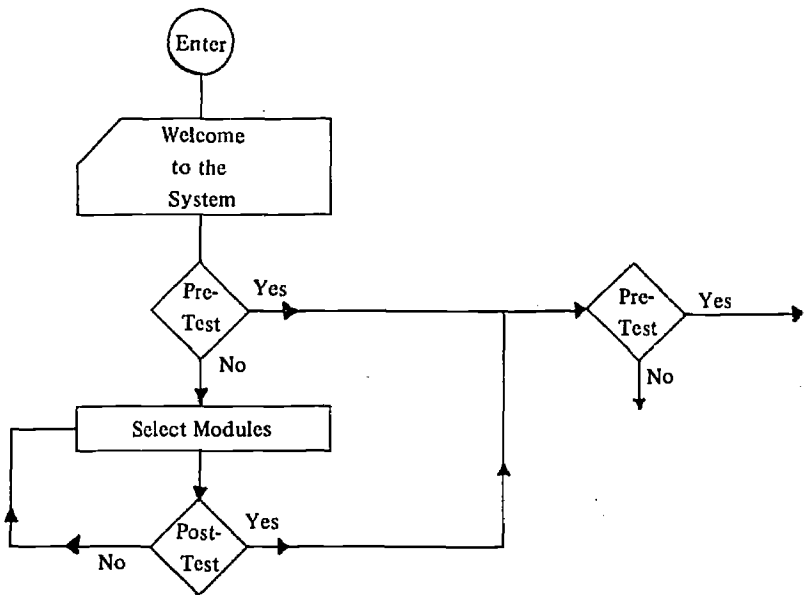 Enter
Welcome
to the
System
Pre-
Test
Yes
No
Pre-
Test
Yes
No
Select Modules
Post-
Test
Yes
No